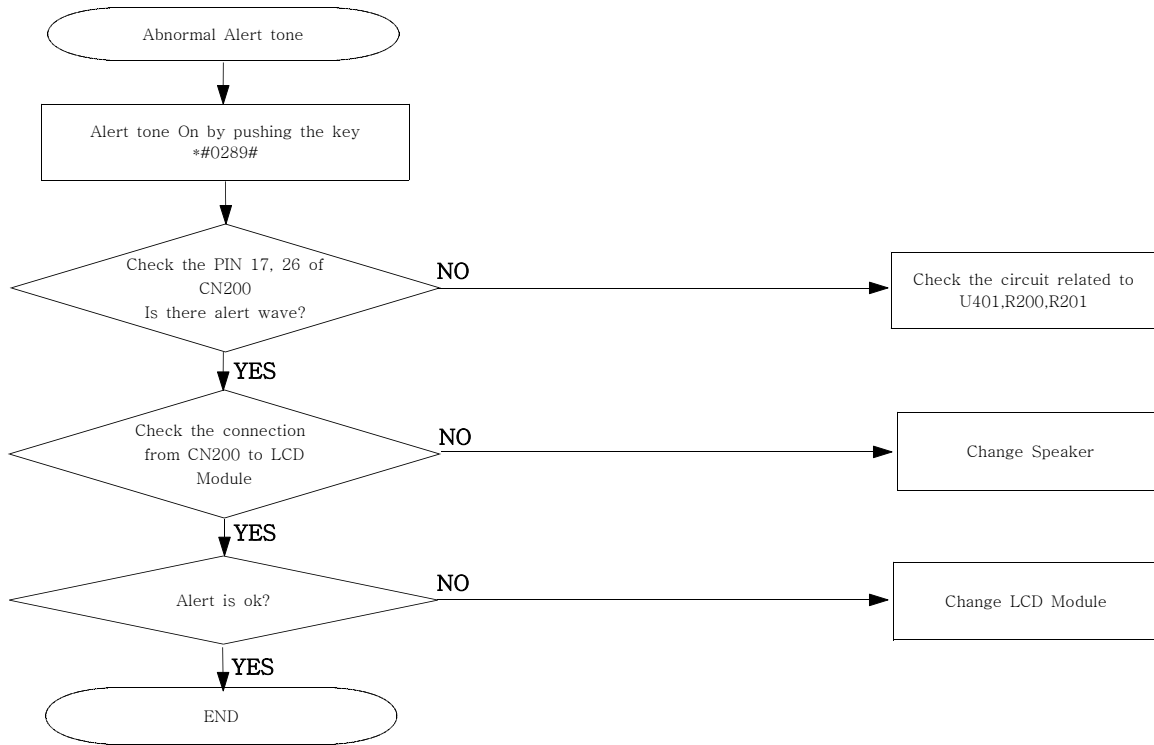 Abnormal Alert tone
Alert tone On by pushing the key
*#0289#
Check the PIN 17, 26 of
CN200
Is there alert wave?
NO
Check the circuit related to
U401,R200,R201
YES
Check the connection
from CN200 to LCD
Module
NO
Change Speaker
YES
Alert is ok?
NO
Change LCD Module
YES
END